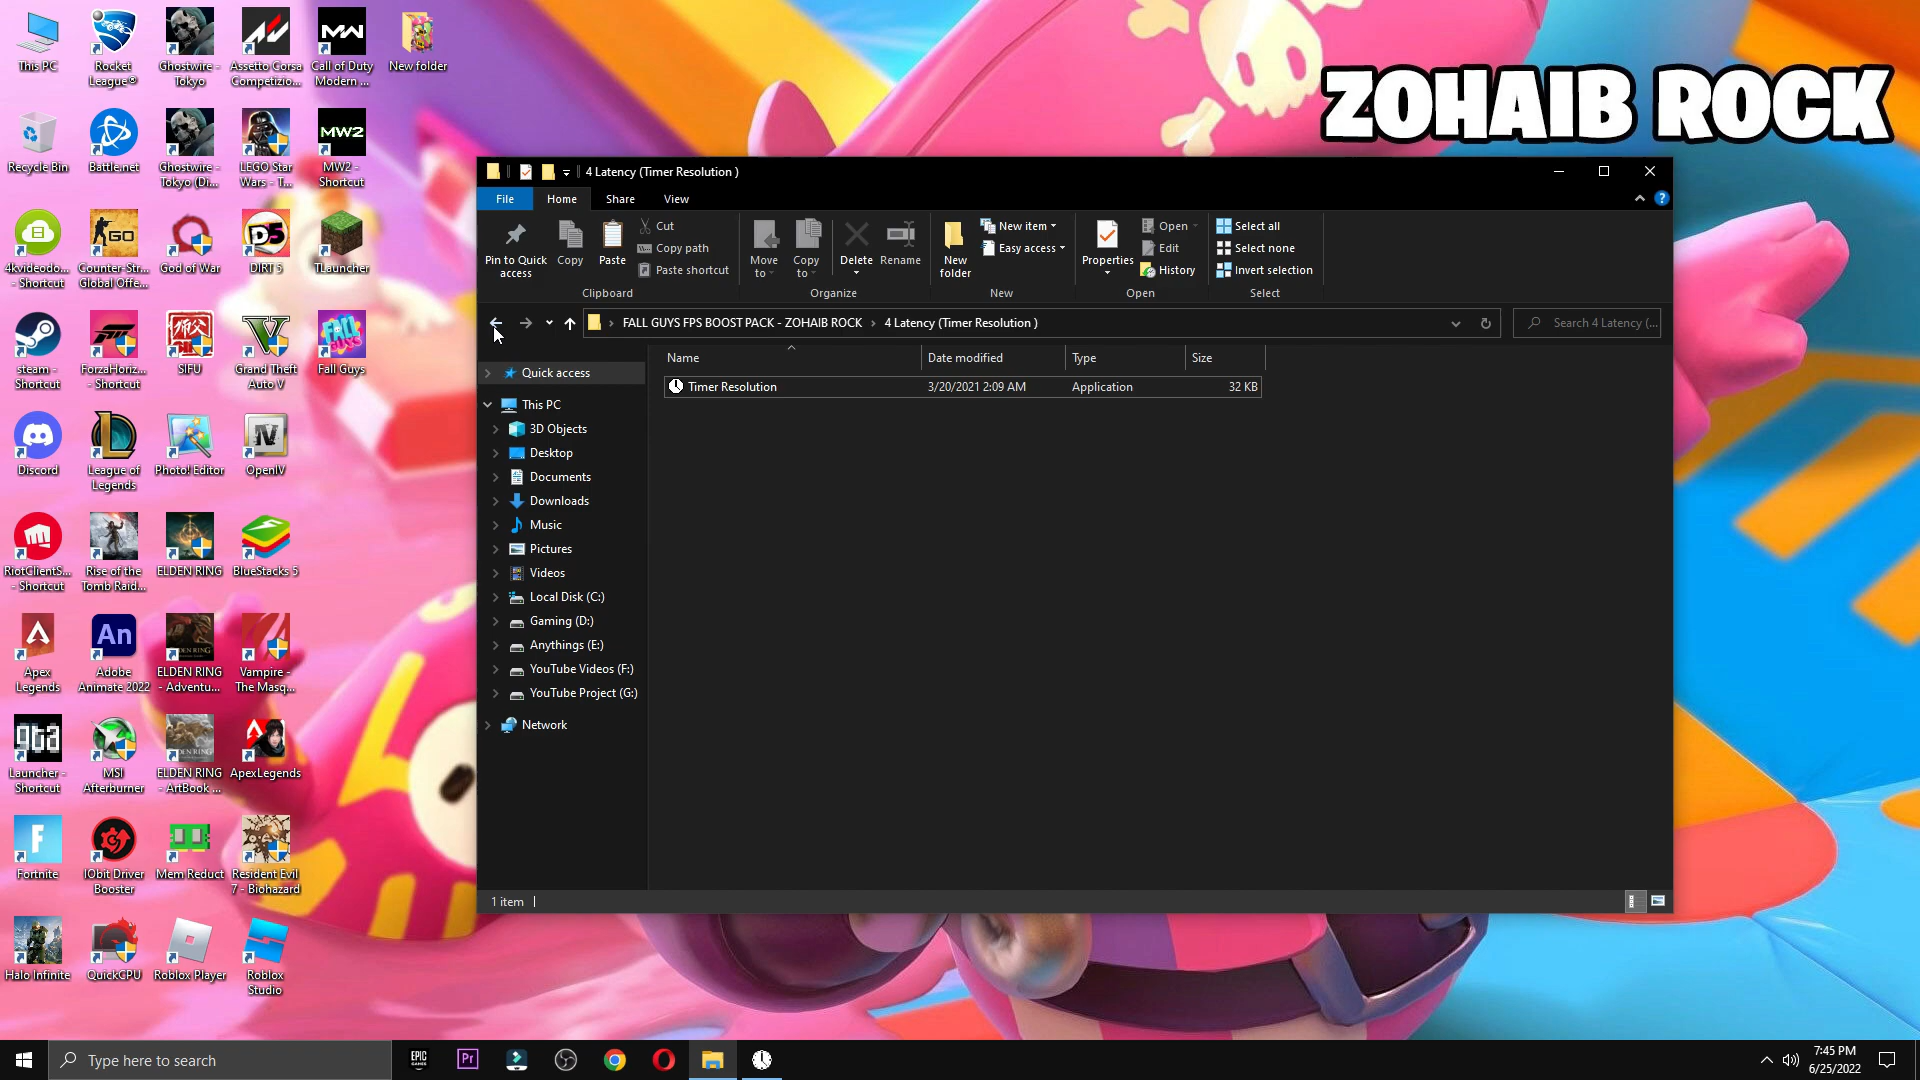 This PC
Rocket
League®
Ghostwire -
Tokyo
Assetto Corsa
Competizio...
Call of Duty
Modern ...
New folder
ZOHAIB ROCK
Recycle Bin
Battle.net
Ghostwire -
Tokyo (Di...
LEGO Star
Wars - T...
MW2 -
Shortcut
4kvideodo...
- Shortcut
Counter-Str...
Global Offe...
God of War
DIRT 5
TLauncher
steam -
Shortcut
ForzaHoriz...
- Shortcut
SIFU
Grand Theft
Auto V
Fall Guys
Discord
League of
Legends
Photo! Editor
OpenIV
RiotClientS...
- Shortcut
Rise of the
Tomb Raid...
ELDEN RING
BlueStacks 5
Apex
Legends
Adobe
Animate 2022
ELDEN RING
- Adventu...
Vampire -
The Masq...
Launcher -
Shortcut
MSI
Afterburner
ELDEN RING
- ArtBook ...
ApexLegends
Fortnite
IObit Driver
Booster
Mem Reduct
Resident Evil
7 - Biohazard
Halo Infinite
QuickCPU
Roblox Player
Roblox
Studio
MW
MW2
GO
D5
FALL GUYS
An
gta
F
4 Latency (Timer Resolution )
File Home Share View
Pin to Quick
access
Copy
Paste
Cut
Copy path
Paste shortcut
Clipboard
Move
to
Copy
to
Delete
Rename
Organize
New
folder
New item
Easy access
New
Properties
Open
Edit
History
Open
Select all
Select none
Invert selection
Select
FALL GUYS FPS BOOST PACK - ZOHAIB ROCK > 4 Latency (Timer Resolution )
Search 4 Latency (...
Name Date modified Type Size
Timer Resolution 3/20/2021 2:09 AM Application 32 KB
Quick access
This PC
3D Objects
Desktop
Documents
Downloads
Music
Pictures
Videos
Local Disk (C:)
Gaming (D:)
Anythings (E:)
YouTube Videos (F:)
YouTube Project (G:)
Network
1 item
Type here to search
EPIC
GAMES
Pr
7:45 PM
6/25/2022